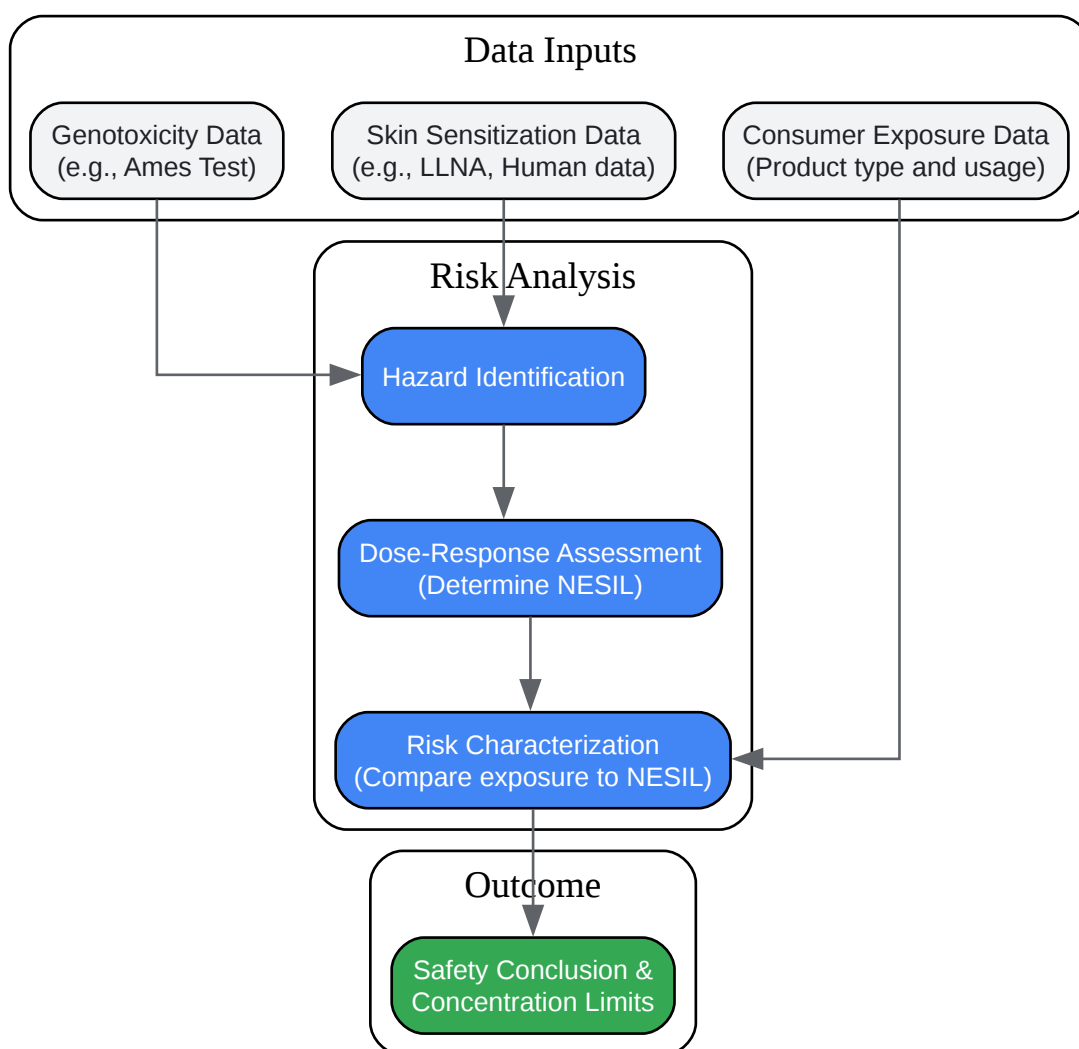 Data Inputs
Genotoxicity Data
(e.g., Ames Test)
Skin Sensitization Data
(e.g., LLNA, Human data)
Consumer Exposure Data
(Product type and usage)
Risk Analysis
Hazard Identification
Dose-Response Assessment
(Determine NESIL)
Risk Characterization
(Compare exposure to NESIL)
Outcome
Safety Conclusion &
Concentration Limits